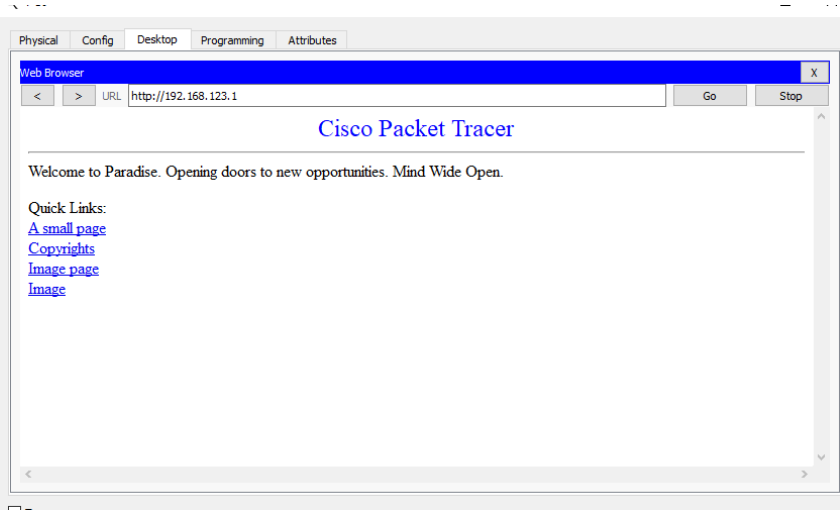 Physical Config Desktop Programming Attributes
Web Browser X
< > URL http://192.168.123.1 Go Stop
Cisco Packet Tracer
Welcome to Paradise. Opening doors to new opportunities. Mind Wide Open.
Quick Links:
A small page
Copyrights
Image page
Image